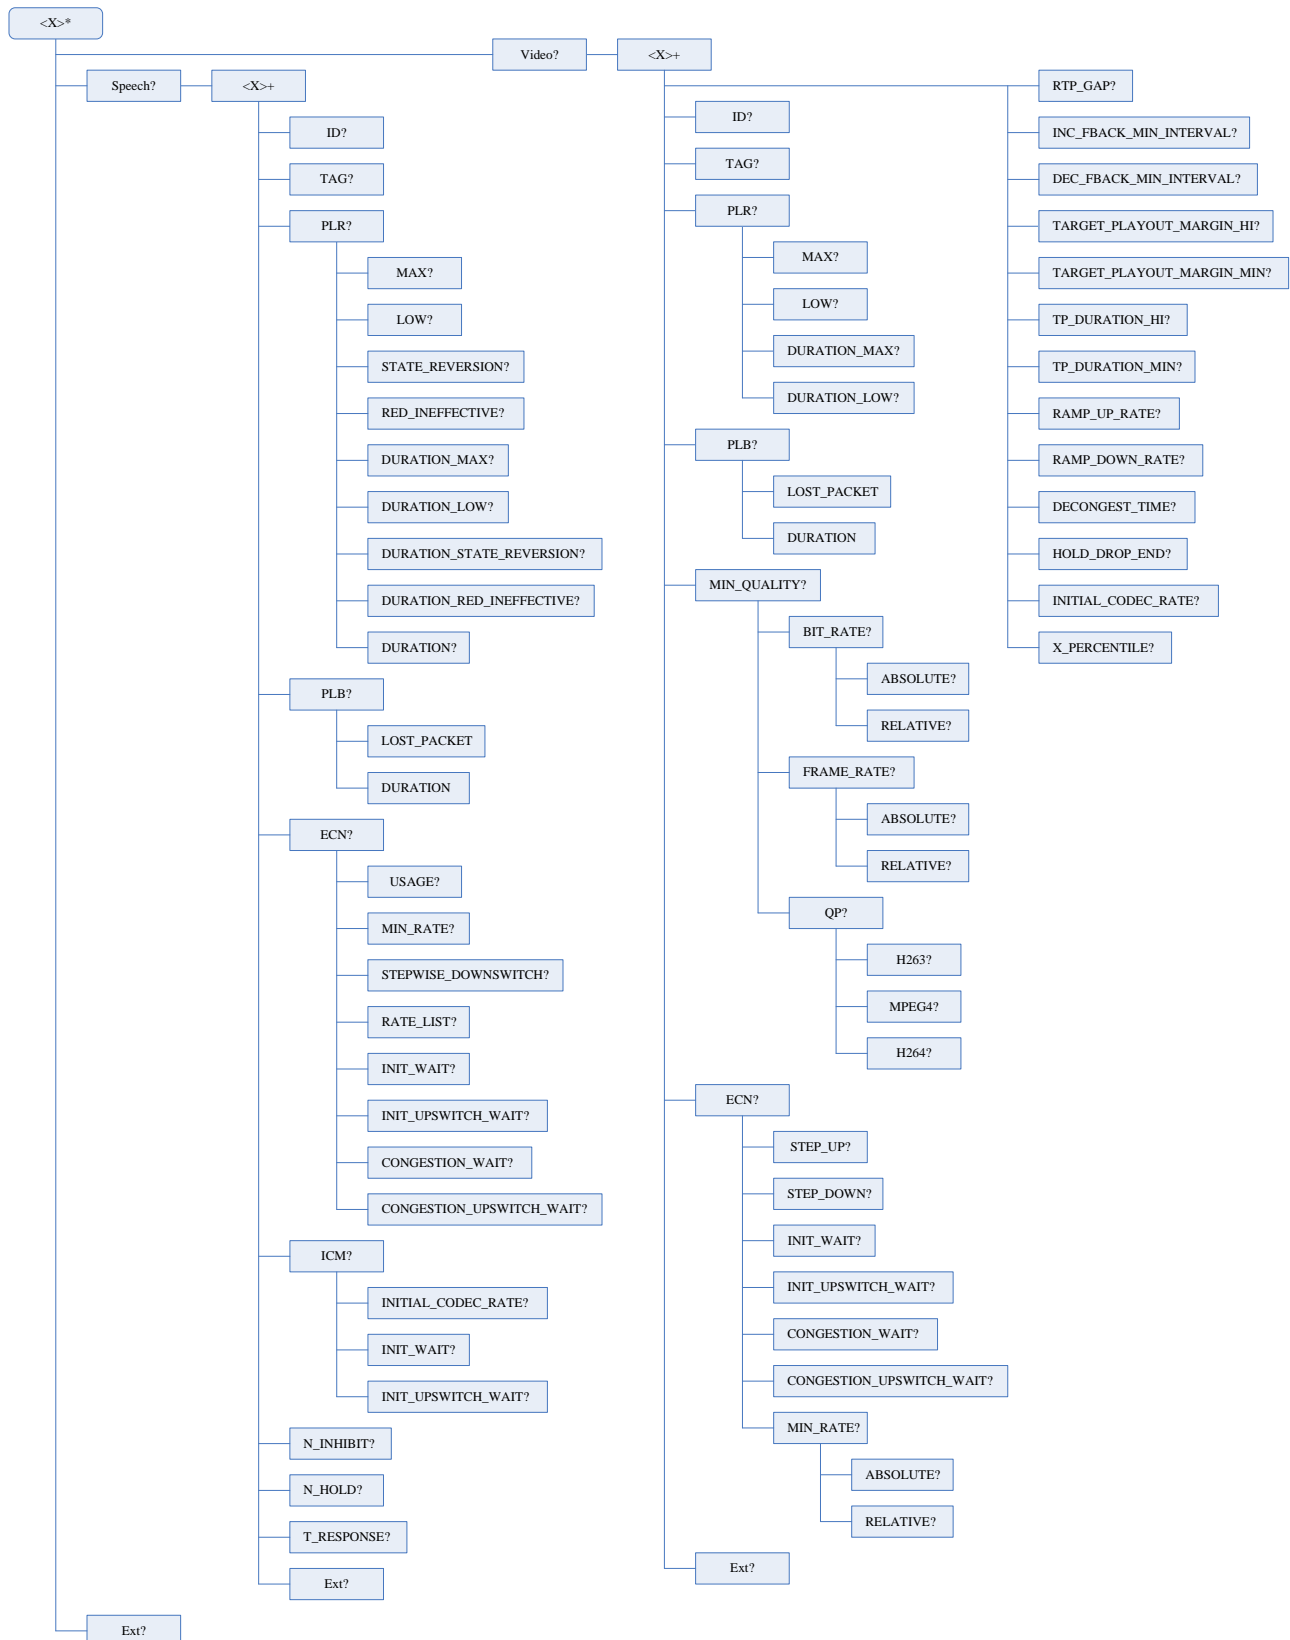 <X>*
Video?
<X>+
Speech?
<X>+
ID?
TAG?
PLR?
MAX?
LOW?
STATE_REVERSION?
RED_INEFFECTIVE?
DURATION_MAX?
DURATION_LOW?
DURATION_STATE_REVERSION?
DURATION_RED_INEFFECTIVE?
DURATION?
PLB?
LOST_PACKET
DURATION
ECN?
USAGE?
MIN_RATE?
STEPWISE_DOWNSWITCH?
RATE_LIST?
INIT_WAIT?
INIT_UPSWITCH_WAIT?
CONGESTION_WAIT?
CONGESTION_UPSWITCH_WAIT?
ICM?
INITIAL_CODEC_RATE?
INIT_WAIT?
INIT_UPSWITCH_WAIT?
N_INHIBIT?
N_HOLD?
T_RESPONSE?
Ext?
Ext?
ID?
TAG?
PLR?
MAX?
LOW?
DURATION_MAX?
DURATION_LOW?
PLB?
LOST_PACKET
DURATION
MIN_QUALITY?
BIT_RATE?
ABSOLUTE?
RELATIVE?
FRAME_RATE?
ABSOLUTE?
RELATIVE?
QP?
H263?
MPEG4?
H264?
ECN?
STEP_UP?
STEP_DOWN?
INIT_WAIT?
INIT_UPSWITCH_WAIT?
CONGESTION_WAIT?
CONGESTION_UPSWITCH_WAIT?
MIN_RATE?
ABSOLUTE?
RELATIVE?
Ext?
RTP_GAP?
INC_FBACK_MIN_INTERVAL?
DEC_FBACK_MIN_INTERVAL?
TARGET_PLAYOUT_MARGIN_HI?
TARGET_PLAYOUT_MARGIN_MIN?
TP_DURATION_HI?
TP_DURATION_MIN?
RAMP_UP_RATE?
RAMP_DOWN_RATE?
DECONGEST_TIME?
HOLD_DROP_END?
INITIAL_CODEC_RATE?
X_PERCENTILE?